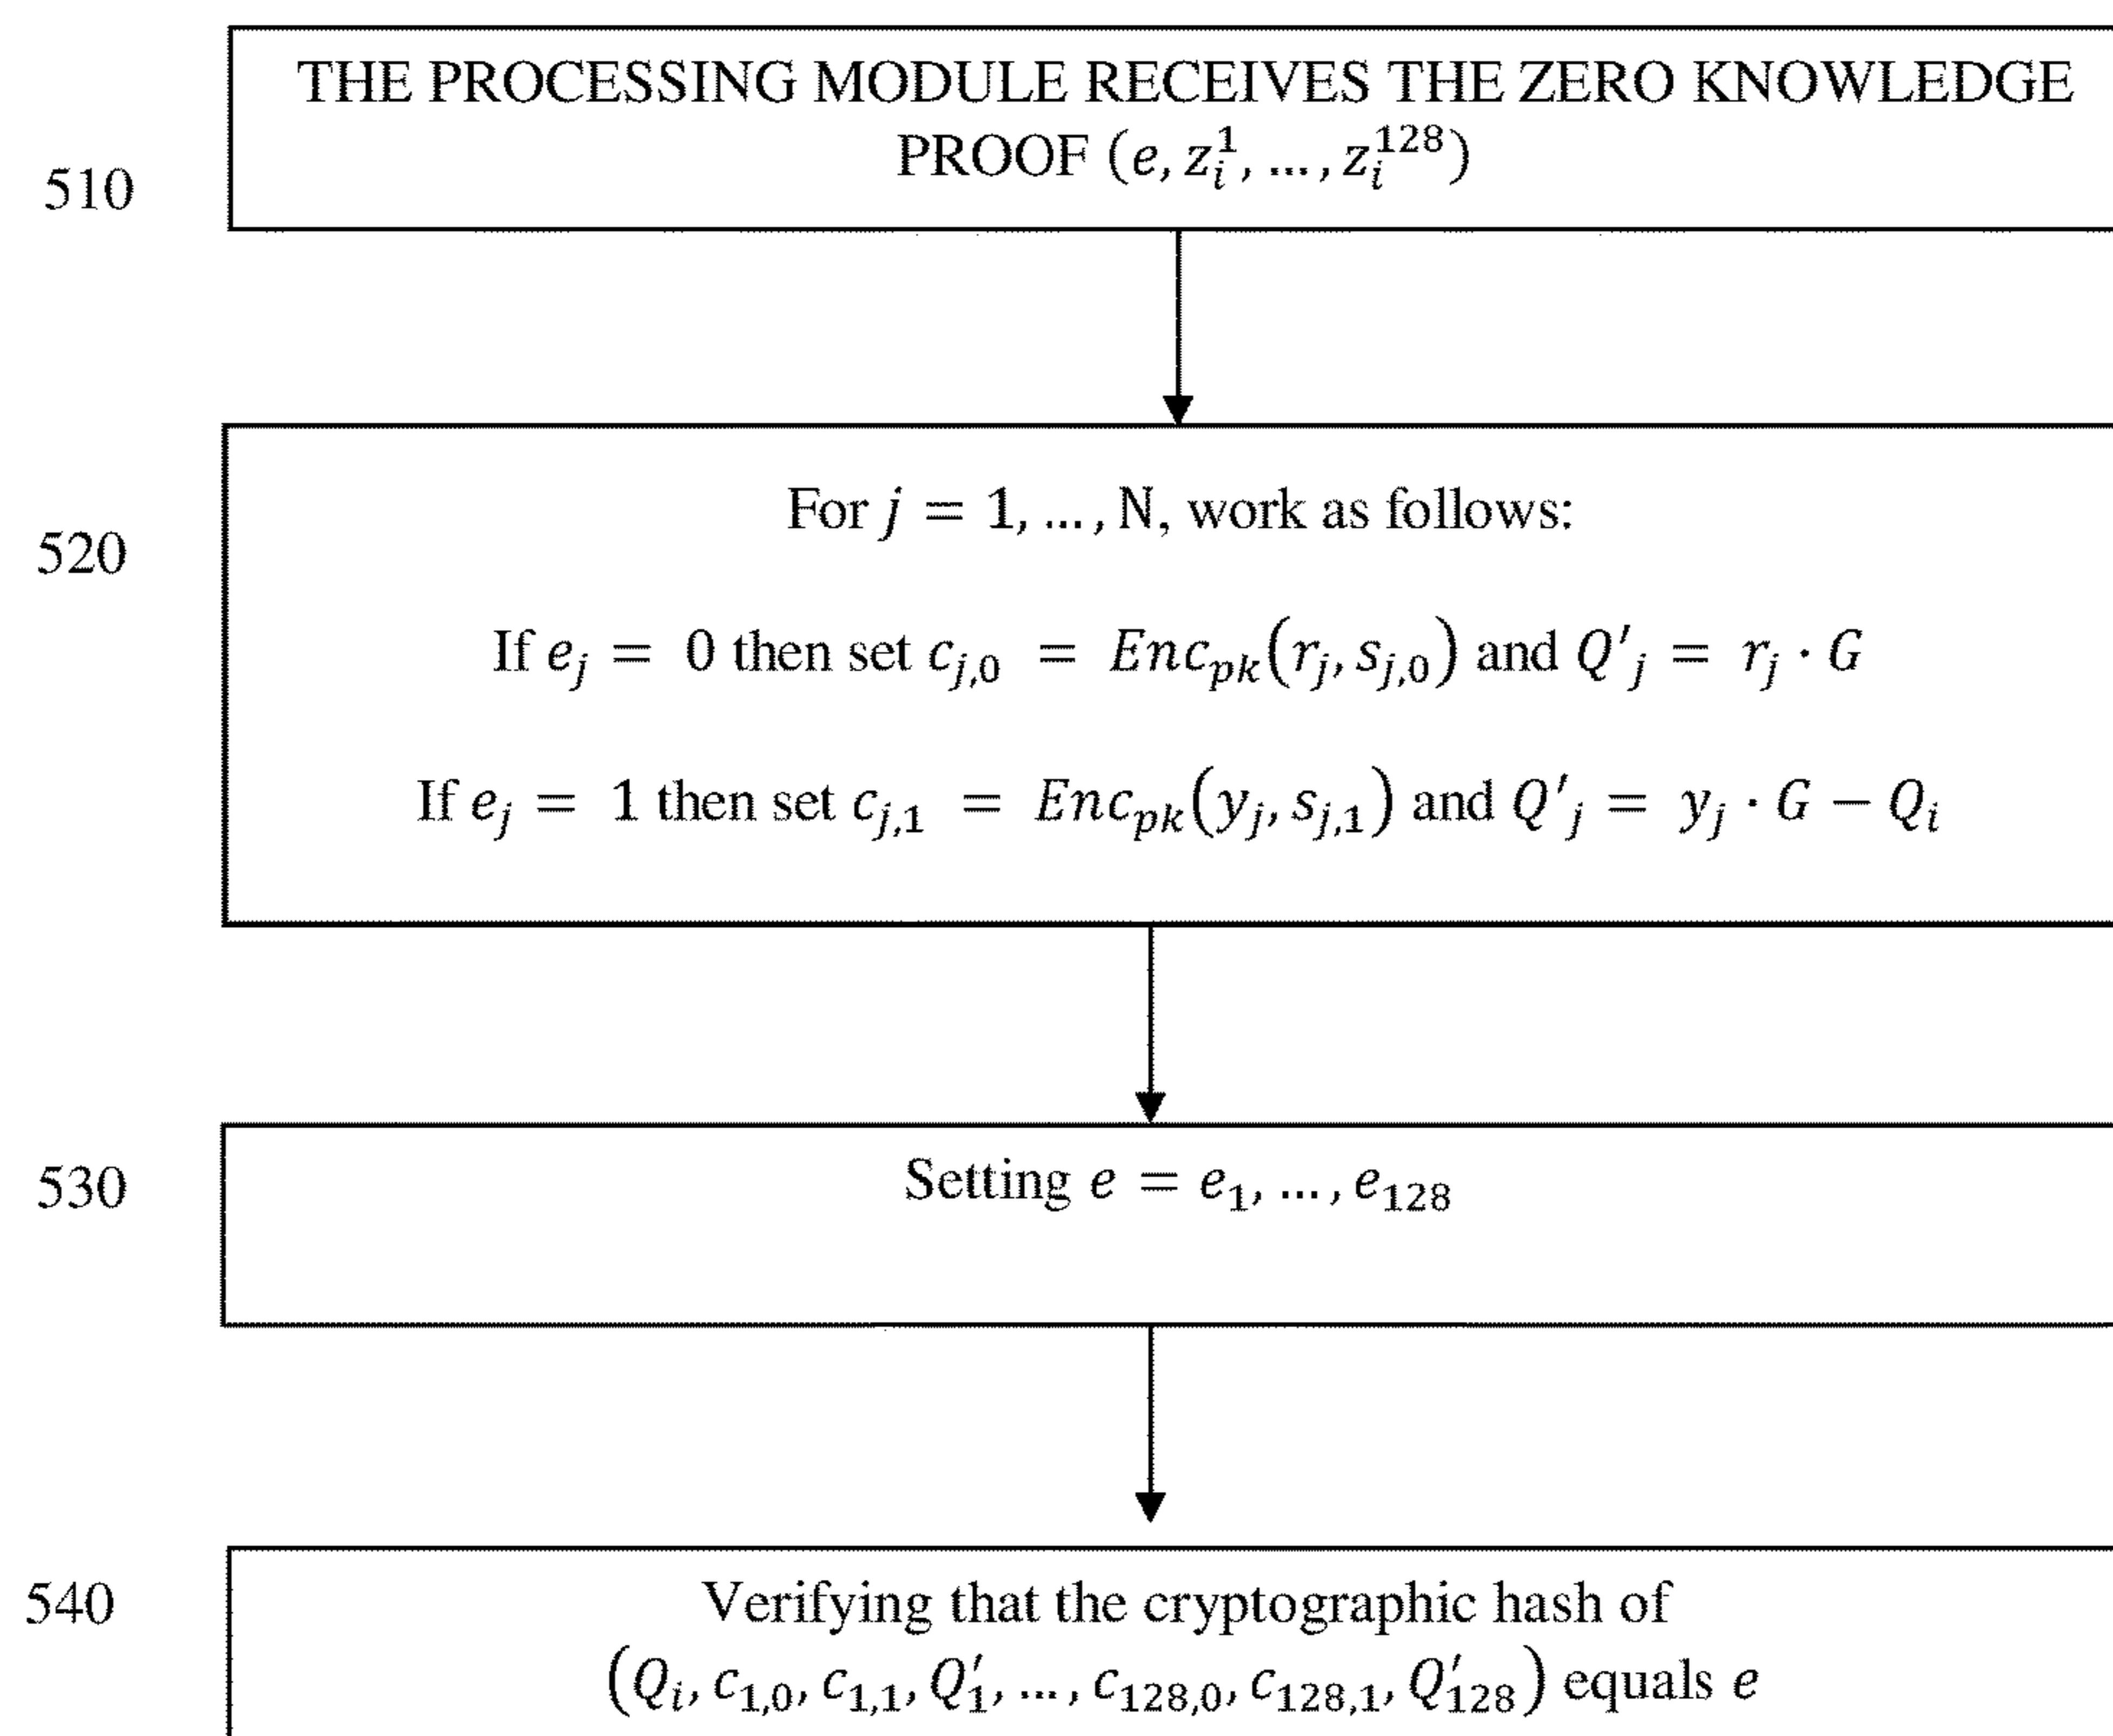 THE PROCESSING MODULE RECEIVES THE ZERO KNOWLEDGE
PROOF (e, z_i^1, ..., z_i^{128})
510
For j = 1, ..., N, work as follows:
520
If e_j = 0 then set c_{j,0} = Enc_{pk}(r_j, s_{j,0}) and Q'_j = r_j · G
If e_j = 1 then set c_{j,1} = Enc_{pk}(y_j, s_{j,1}) and Q'_j = y_j · G − Q_i
530
Setting e = e_1, ..., e_{128}
540
Verifying that the cryptographic hash of
(Q_i, c_{1,0}, c_{1,1}, Q'_1, ..., c_{128,0}, c_{128,1}, Q'_{128}) equals e